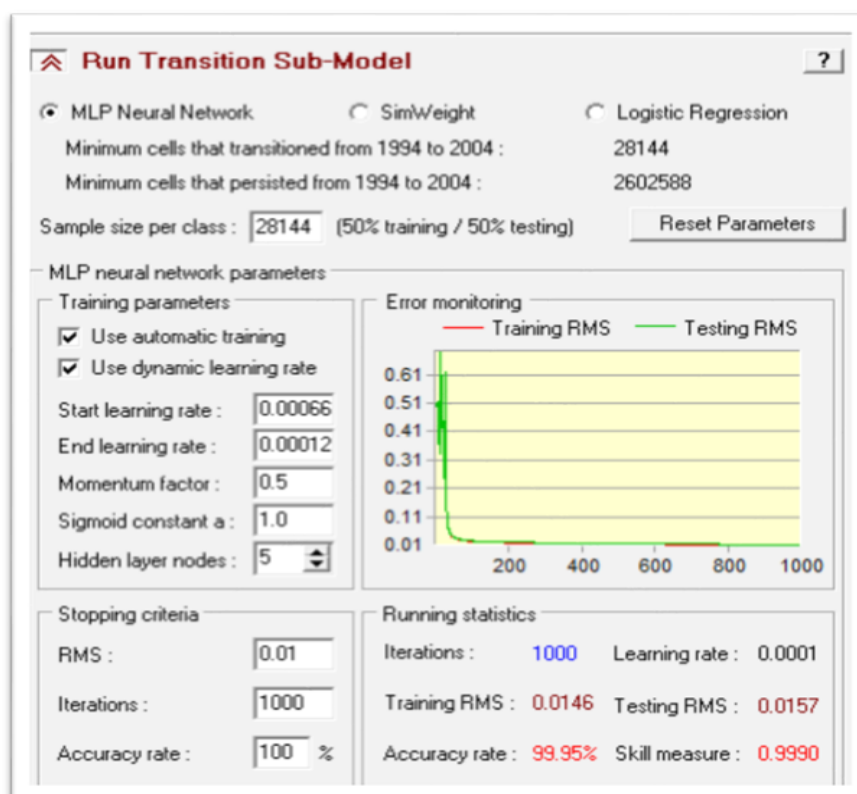 Run Transition Sub-Model ?
MLP Neural Network SimWeight Logistic Regression
Minimum cells that transitioned from 1994 to 2004 : 28144
Minimum cells that persisted from 1994 to 2004 : 2602588
Sample size per class : 28144 (50% training / 50% testing) Reset Parameters
MLP neural network parameters
Training parameters
Use automatic training
Use dynamic learning rate
Start learning rate : 0.00066
End learning rate : 0.00012
Momentum factor : 0.5
Sigmoid constant a : 1.0
Hidden layer nodes : 5
Error monitoring
Training RMS Testing RMS
0.61
0.51
0.41
0.31
0.21
0.11
0.01
200 400 600 800 1000
Stopping criteria
RMS : 0.01
Iterations : 1000
Accuracy rate : 100 %
Running statistics
Iterations : 1000 Learning rate : 0.0001
Training RMS : 0.0146 Testing RMS : 0.0157
Accuracy rate : 99.95% Skill measure : 0.9990